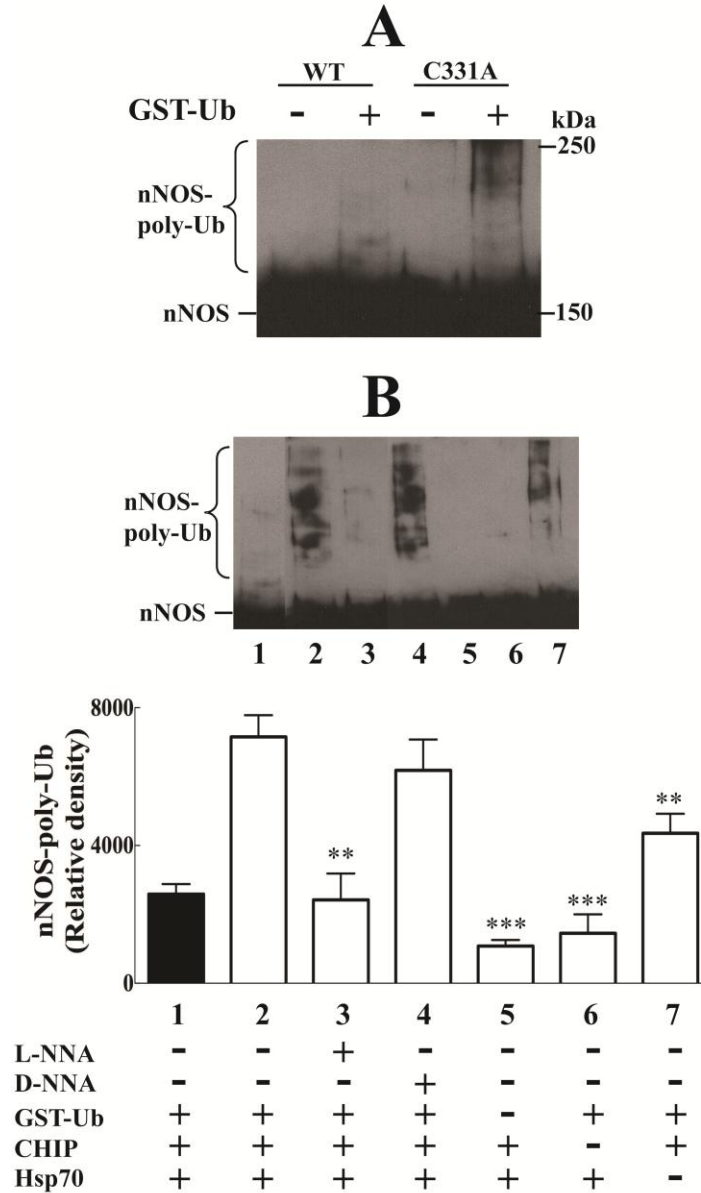 A
WT C331A
GST-Ub - + - + kDa
250
nNOS-
poly-Ub
nNOS
150
B
nNOS-
poly-Ub
nNOS
1 2 3 4 5 6 7
nNOS-poly-Ub
(Relative density)
8000
4000
0
** *** *** **
1 2 3 4 5 6 7
L-NNA - - + - - - -
D-NNA - - - + - - -
GST-Ub + + + + - + +
CHIP + + + + + - +
Hsp70 + + + + + + -